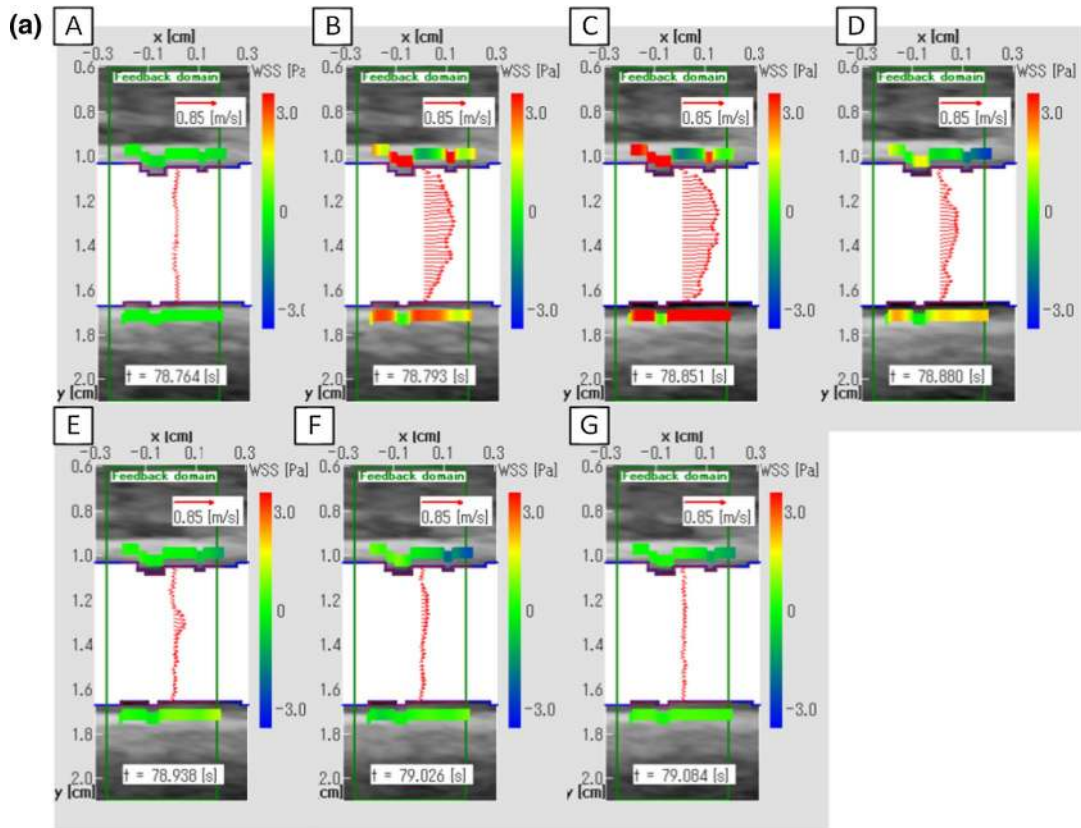 (a)
A
x [cm]
-0.3 -0.1 0.1 0.3
0.6
0.8
1.0
1.2
1.4
1.6
1.8
2.0
y [cm]
Feedback domain
0.85 [m/s]
WSS [Pa]
3.0
0
-3.0
t = 78.764 [s]
B
x [cm]
-0.3 -0.1 0.1 0.3
0.6
0.8
1.0
1.2
1.4
1.6
1.8
2.0
y [cm]
Feedback domain
0.85 [m/s]
WSS [Pa]
3.0
0
-3.0
t = 78.793 [s]
C
x [cm]
-0.3 -0.1 0.1 0.3
0.6
0.8
1.0
1.2
1.4
1.6
1.8
2.0
y [cm]
Feedback domain
0.85 [m/s]
WSS [Pa]
3.0
0
-3.0
t = 78.851 [s]
D
x [cm]
-0.3 -0.1 0.1 0.3
0.6
0.8
1.0
1.2
1.4
1.6
1.8
2.0
y [cm]
Feedback domain
0.85 [m/s]
WSS [Pa]
3.0
0
-3.0
t = 78.880 [s]
E
x [cm]
-0.3 -0.1 0.1 0.3
0.6
0.8
1.0
1.2
1.4
1.6
1.8
2.0
y [cm]
Feedback domain
0.85 [m/s]
WSS [Pa]
3.0
0
-3.0
t = 78.938 [s]
F
x [cm]
-0.3 -0.1 0.1 0.3
0.6
0.8
1.0
1.2
1.4
1.6
1.8
2.0
cm]
Feedback domain
0.85 [m/s]
WSS [Pa]
3.0
0
-3.0
t = 79.026 [s]
G
x [cm]
-0.3 -0.1 0.1 0.3
0.6
0.8
1.0
1.2
1.4
1.6
1.8
2.0
y [cm]
Feedback domain
0.85 [m/s]
WSS [Pa]
3.0
0
-3.0
t = 79.084 [s]